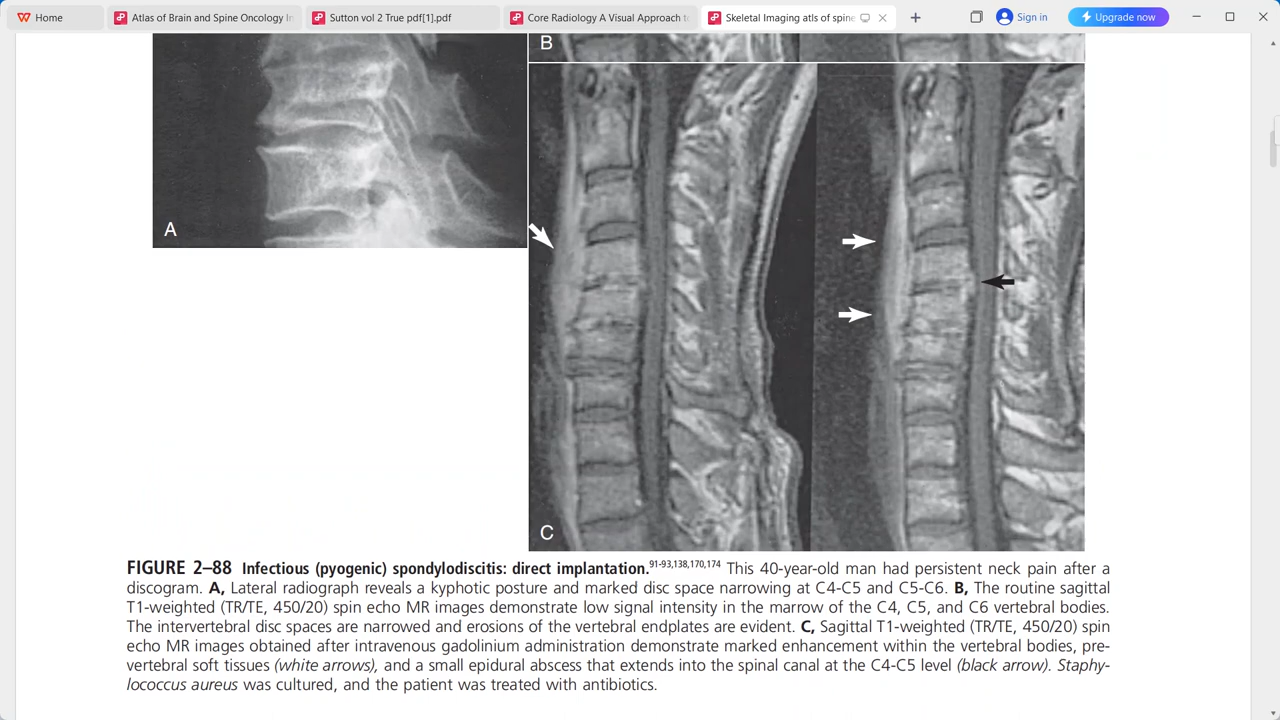 Home
Atlas of Brain and Spine Oncology In
Sutton vol 2 True pdf[1].pdf
Core Radiology A Visual Approach to
Skeletal Imaging atls of spine
Sign in
Upgrade now
B
A
C
FIGURE 2–88 Infectious (pyogenic) spondylodiscitis: direct implantation.91-93,138,170,174 This 40-year-old man had persistent neck pain after a
discogram. A, Lateral radiograph reveals a kyphotic posture and marked disc space narrowing at C4-C5 and C5-C6. B, The routine sagittal
T1-weighted (TR/TE, 450/20) spin echo MR images demonstrate low signal intensity in the marrow of the C4, C5, and C6 vertebral bodies.
The intervertebral disc spaces are narrowed and erosions of the vertebral endplates are evident. C, Sagittal T1-weighted (TR/TE, 450/20) spin
echo MR images obtained after intravenous gadolinium administration demonstrate marked enhancement within the vertebral bodies, pre-
vertebral soft tissues (white arrows), and a small epidural abscess that extends into the spinal canal at the C4-C5 level (black arrow). Staphy-
lococcus aureus was cultured, and the patient was treated with antibiotics.